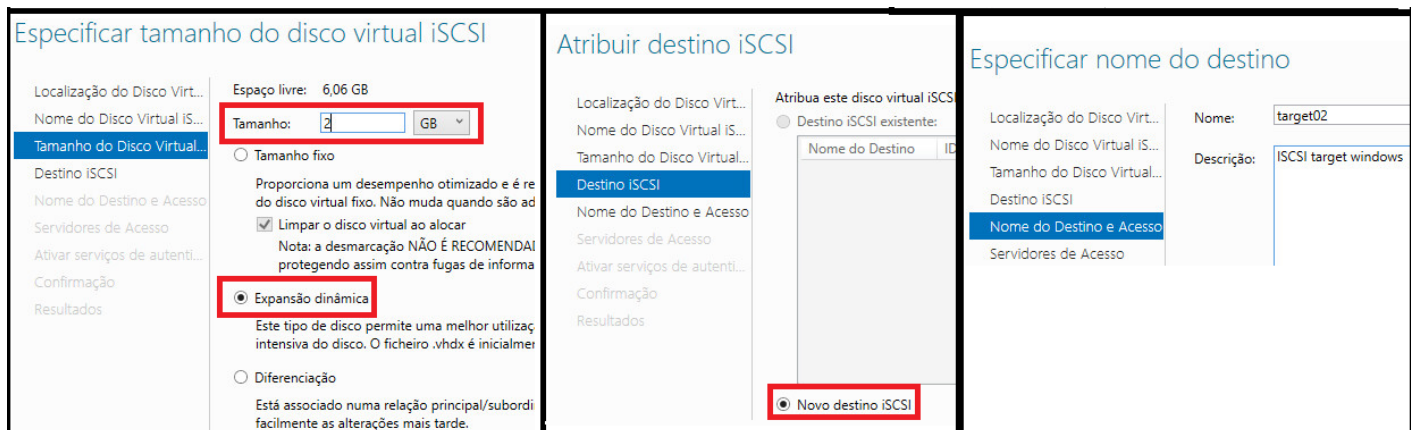 Especificar tamanho do disco virtual iSCSI
Localização do Disco Virt...
Nome do Disco Virtual iS...
Tamanho do Disco Virtual...
Destino iSCSI
Nome do Destino e Acesso
Servidores de Acesso
Ativar serviços de autenti...
Confirmação
Resultados
Espaço livre: 6,06 GB
Tamanho: 2 GB
Tamanho fixo
Proporciona um desempenho otimizado e é re
do disco virtual fixo. Não muda quando são ad
Limpar o disco virtual ao alocar
Nota: a desmarcação NÃO É RECOMENDAI
protegendo assim contra fugas de informa
Expansão dinâmica
Este tipo de disco permite uma melhor utilizaç
intensiva do disco. O ficheiro .vhdx é inicialmer
Diferenciação
Está associado numa relação principal/subordi
facilmente as alterações mais tarde.
Atribuir destino iSCSI
Localização do Disco Virt...
Nome do Disco Virtual iS...
Tamanho do Disco Virtual...
Destino iSCSI
Nome do Destino e Acesso
Servidores de Acesso
Ativar serviços de autenti...
Confirmação
Resultados
Atribua este disco virtual iSCSI
Destino iSCSI existente:
Nome do Destino ID
Novo destino iSCSI
Especificar nome do destino
Localização do Disco Virt...
Nome do Disco Virtual iS...
Tamanho do Disco Virtual...
Destino iSCSI
Nome do Destino e Acesso
Servidores de Acesso
Nome: target02
Descrição: ISCSI target windows